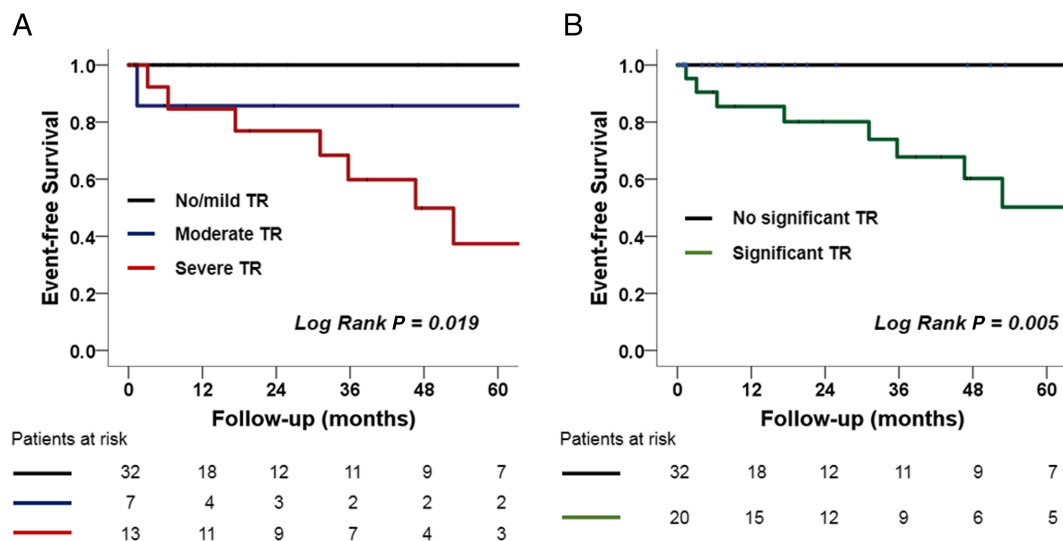 A
1.0
0.8
0.6
0.4
0.2
0.0
Event-free Survival
No/mild TR
Moderate TR
Severe TR
Log Rank P = 0.019
0 12 24 36 48 60
Follow-up (months)
Patients at risk
32 18 12 11 9 7
7 4 3 2 2 2
13 11 9 7 4 3
B
1.0
0.8
0.6
0.4
0.2
0.0
Event-free Survival
No significant TR
Significant TR
Log Rank P = 0.005
0 12 24 36 48 60
Follow-up (months)
Patients at risk
32 18 12 11 9 7
20 15 12 9 6 5